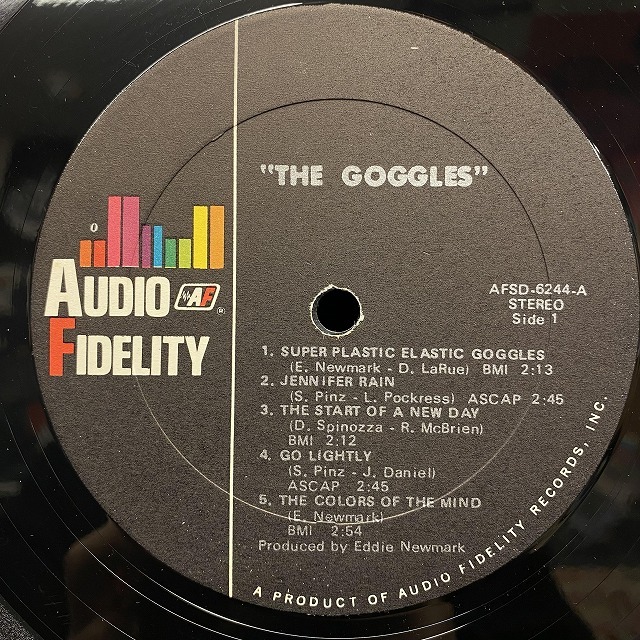 "THE GOGGLES"
AUDIO AF ®
FIDELITY
AFSD-6244-A
STEREO
Side 1
1. SUPER PLASTIC ELASTIC GOGGLES
(E. Newmark - D. LaRue) BMI 2:13
2. JENNIFER RAIN
(S. Pinz - L. Pockress) ASCAP 2:45
3. THE START OF A NEW DAY
(D. Spinozza - R. McBrien)
BMI 2:12
4. GO LIGHTLY
(S. Pinz - J. Daniel)
ASCAP 2:45
5. THE COLORS OF THE MIND
(E. Newmark)
BMI 2:54
Produced by Eddie Newmark
A PRODUCT OF AUDIO FIDELITY RECORDS, INC.